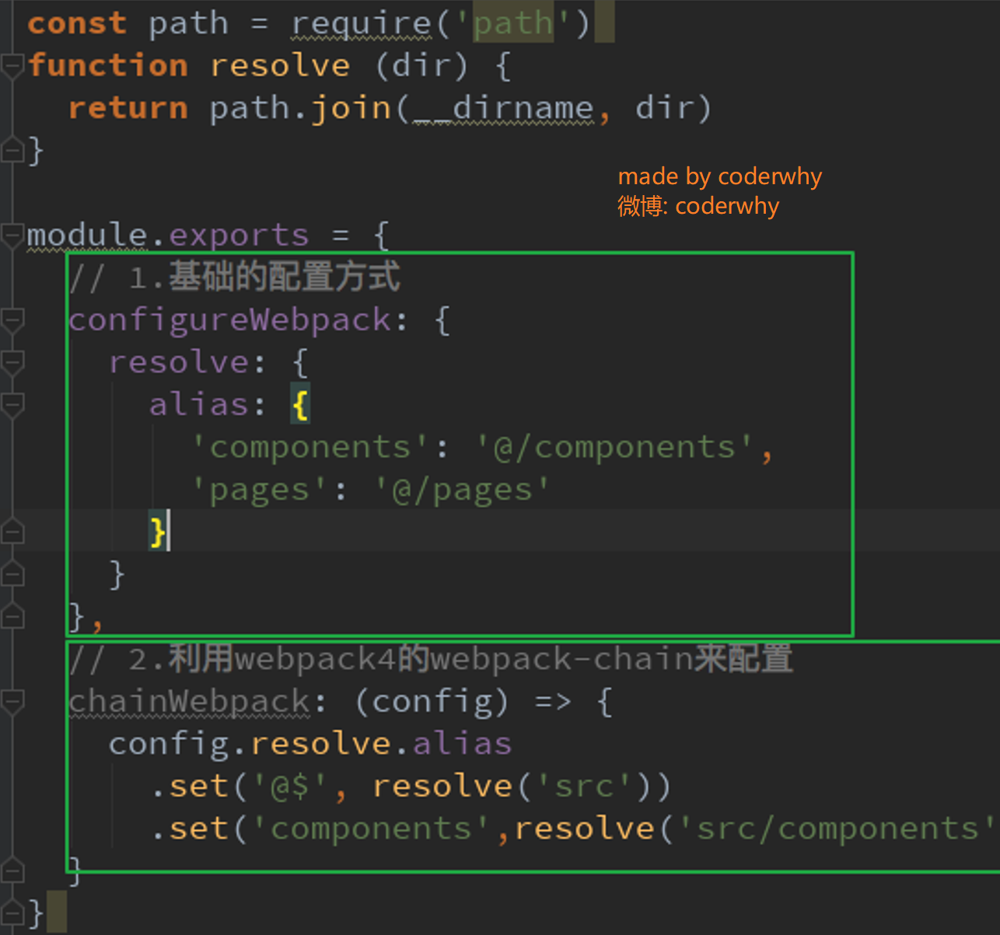 const path = require('path')
function resolve (dir) {
  return path.join(__dirname, dir)
}
made by coderwhy
微博: coderwhy
module.exports = {
  // 1.基础的配置方式
  configureWebpack: {
    resolve: {
      alias: {
        'components': '@/components',
        'pages': '@/pages'
      }
    }
  },
  // 2.利用webpack4的webpack-chain来配置
  chainWebpack: (config) => {
    config.resolve.alias
      .set('@$', resolve('src'))
      .set('components',resolve('src/components'
  }
}